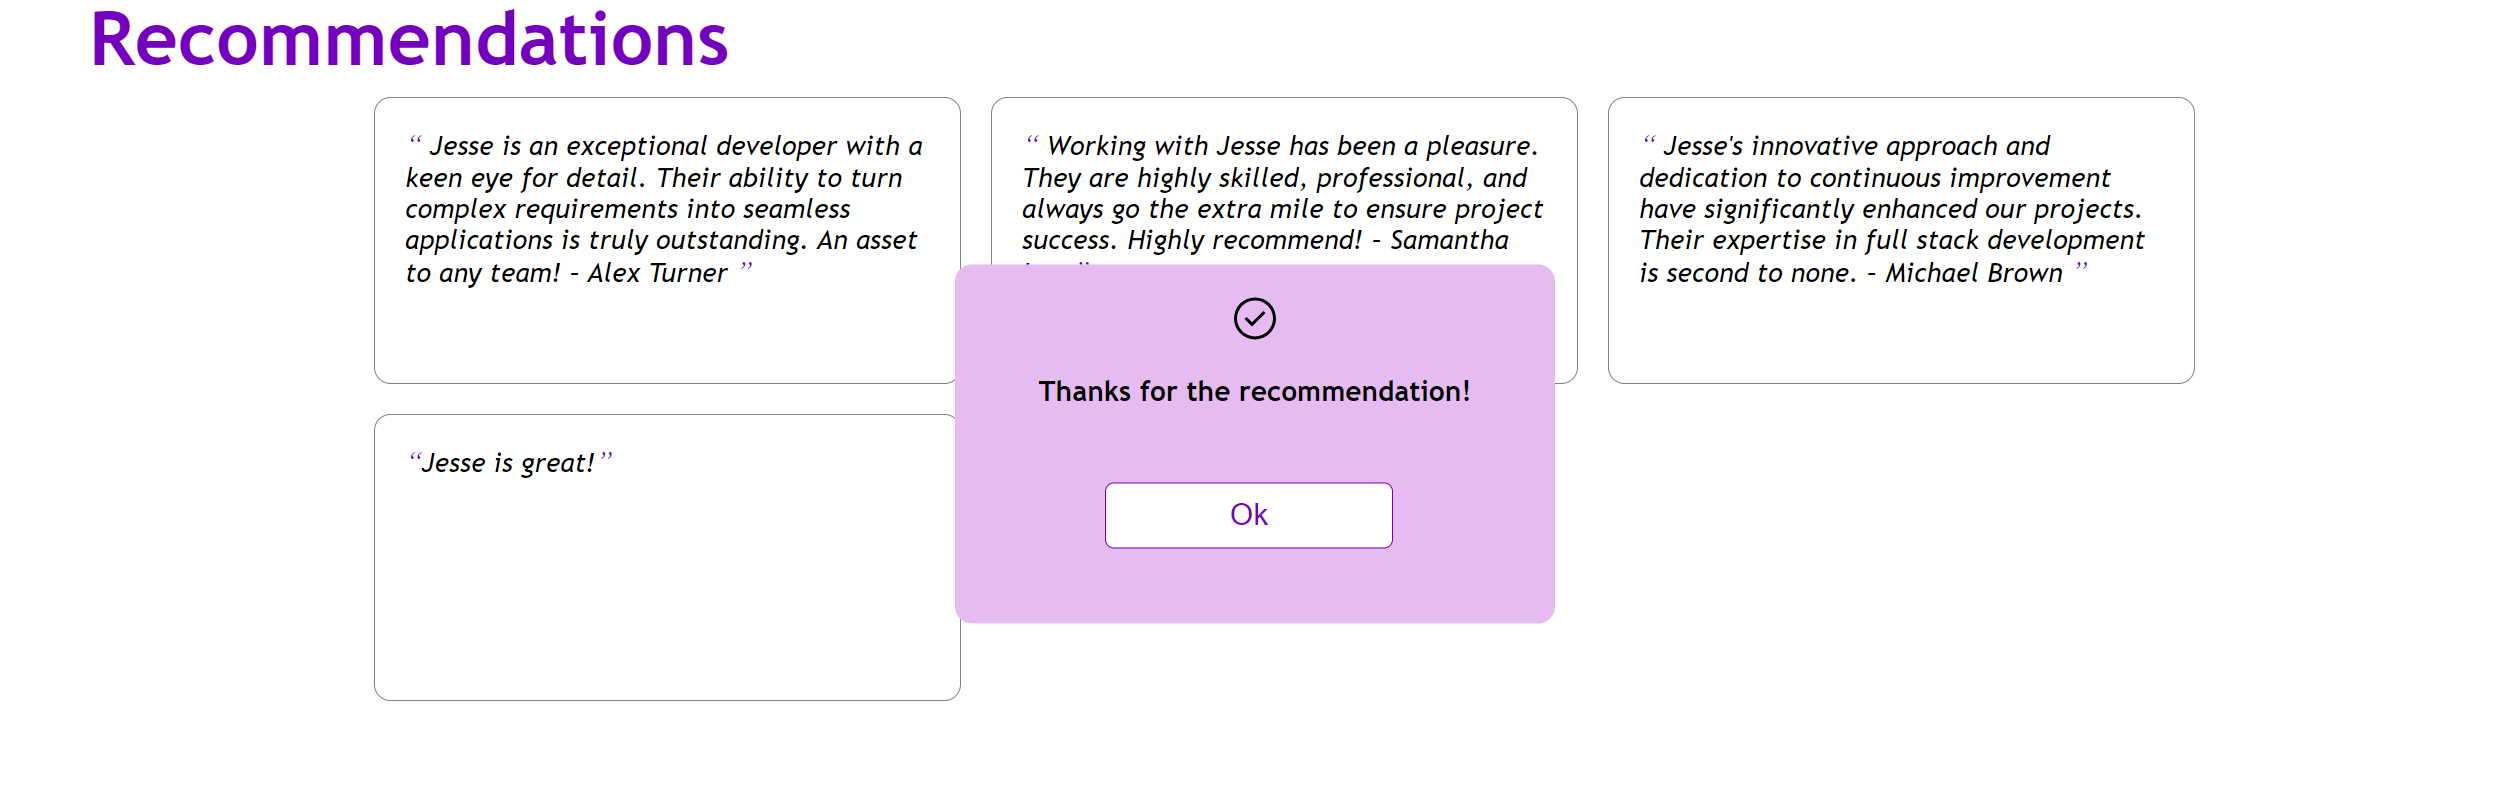 Recommendations
“ Jesse is an exceptional developer with a
keen eye for detail. Their ability to turn
complex requirements into seamless
applications is truly outstanding. An asset
to any team! – Alex Turner ”
“ Working with Jesse has been a pleasure.
They are highly skilled, professional, and
always go the extra mile to ensure project
success. Highly recommend! – Samantha
”
“ Jesse's innovative approach and
dedication to continuous improvement
have significantly enhanced our projects.
Their expertise in full stack development
is second to none. – Michael Brown ”
“Jesse is great!”
Thanks for the recommendation!
Ok